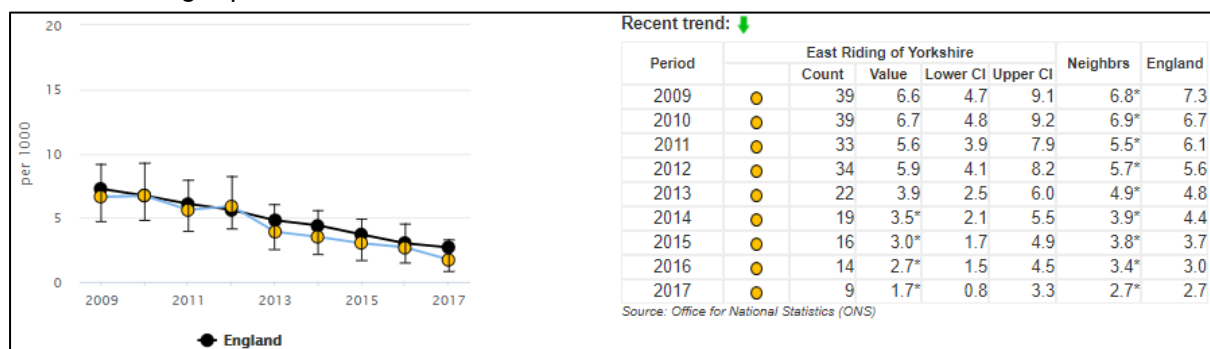 20
15
10
5
0
per 1000
2009 2011 2013 2015 2017
England
Recent trend:
Period East Riding of Yorkshire Neighbrs England
Count Value Lower CI Upper CI
2009 39 6.6 4.7 9.1 6.8* 7.3
2010 39 6.7 4.8 9.2 6.9* 6.7
2011 33 5.6 3.9 7.9 5.5* 6.1
2012 34 5.9 4.1 8.2 5.7* 5.6
2013 22 3.9 2.5 6.0 4.9* 4.8
2014 19 3.5* 2.1 5.5 3.9* 4.4
2015 16 3.0* 1.7 4.9 3.8* 3.7
2016 14 2.7* 1.5 4.5 3.4* 3.0
2017 9 1.7* 0.8 3.3 2.7* 2.7
Source: Office for National Statistics (ONS)